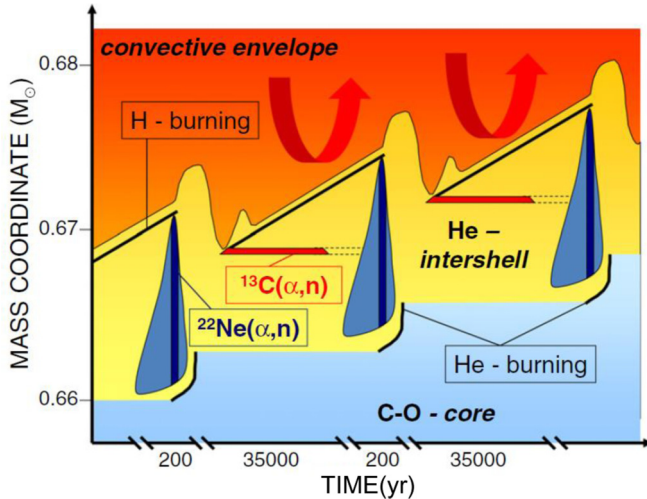 convective envelope
0.68
H - burning
MASS COORDINATE (M☉)
0.67
He –
intershell
¹³C(α,n)
²²Ne(α,n)
He - burning
0.66
C-O - core
200
35000
200
35000
TIME(yr)